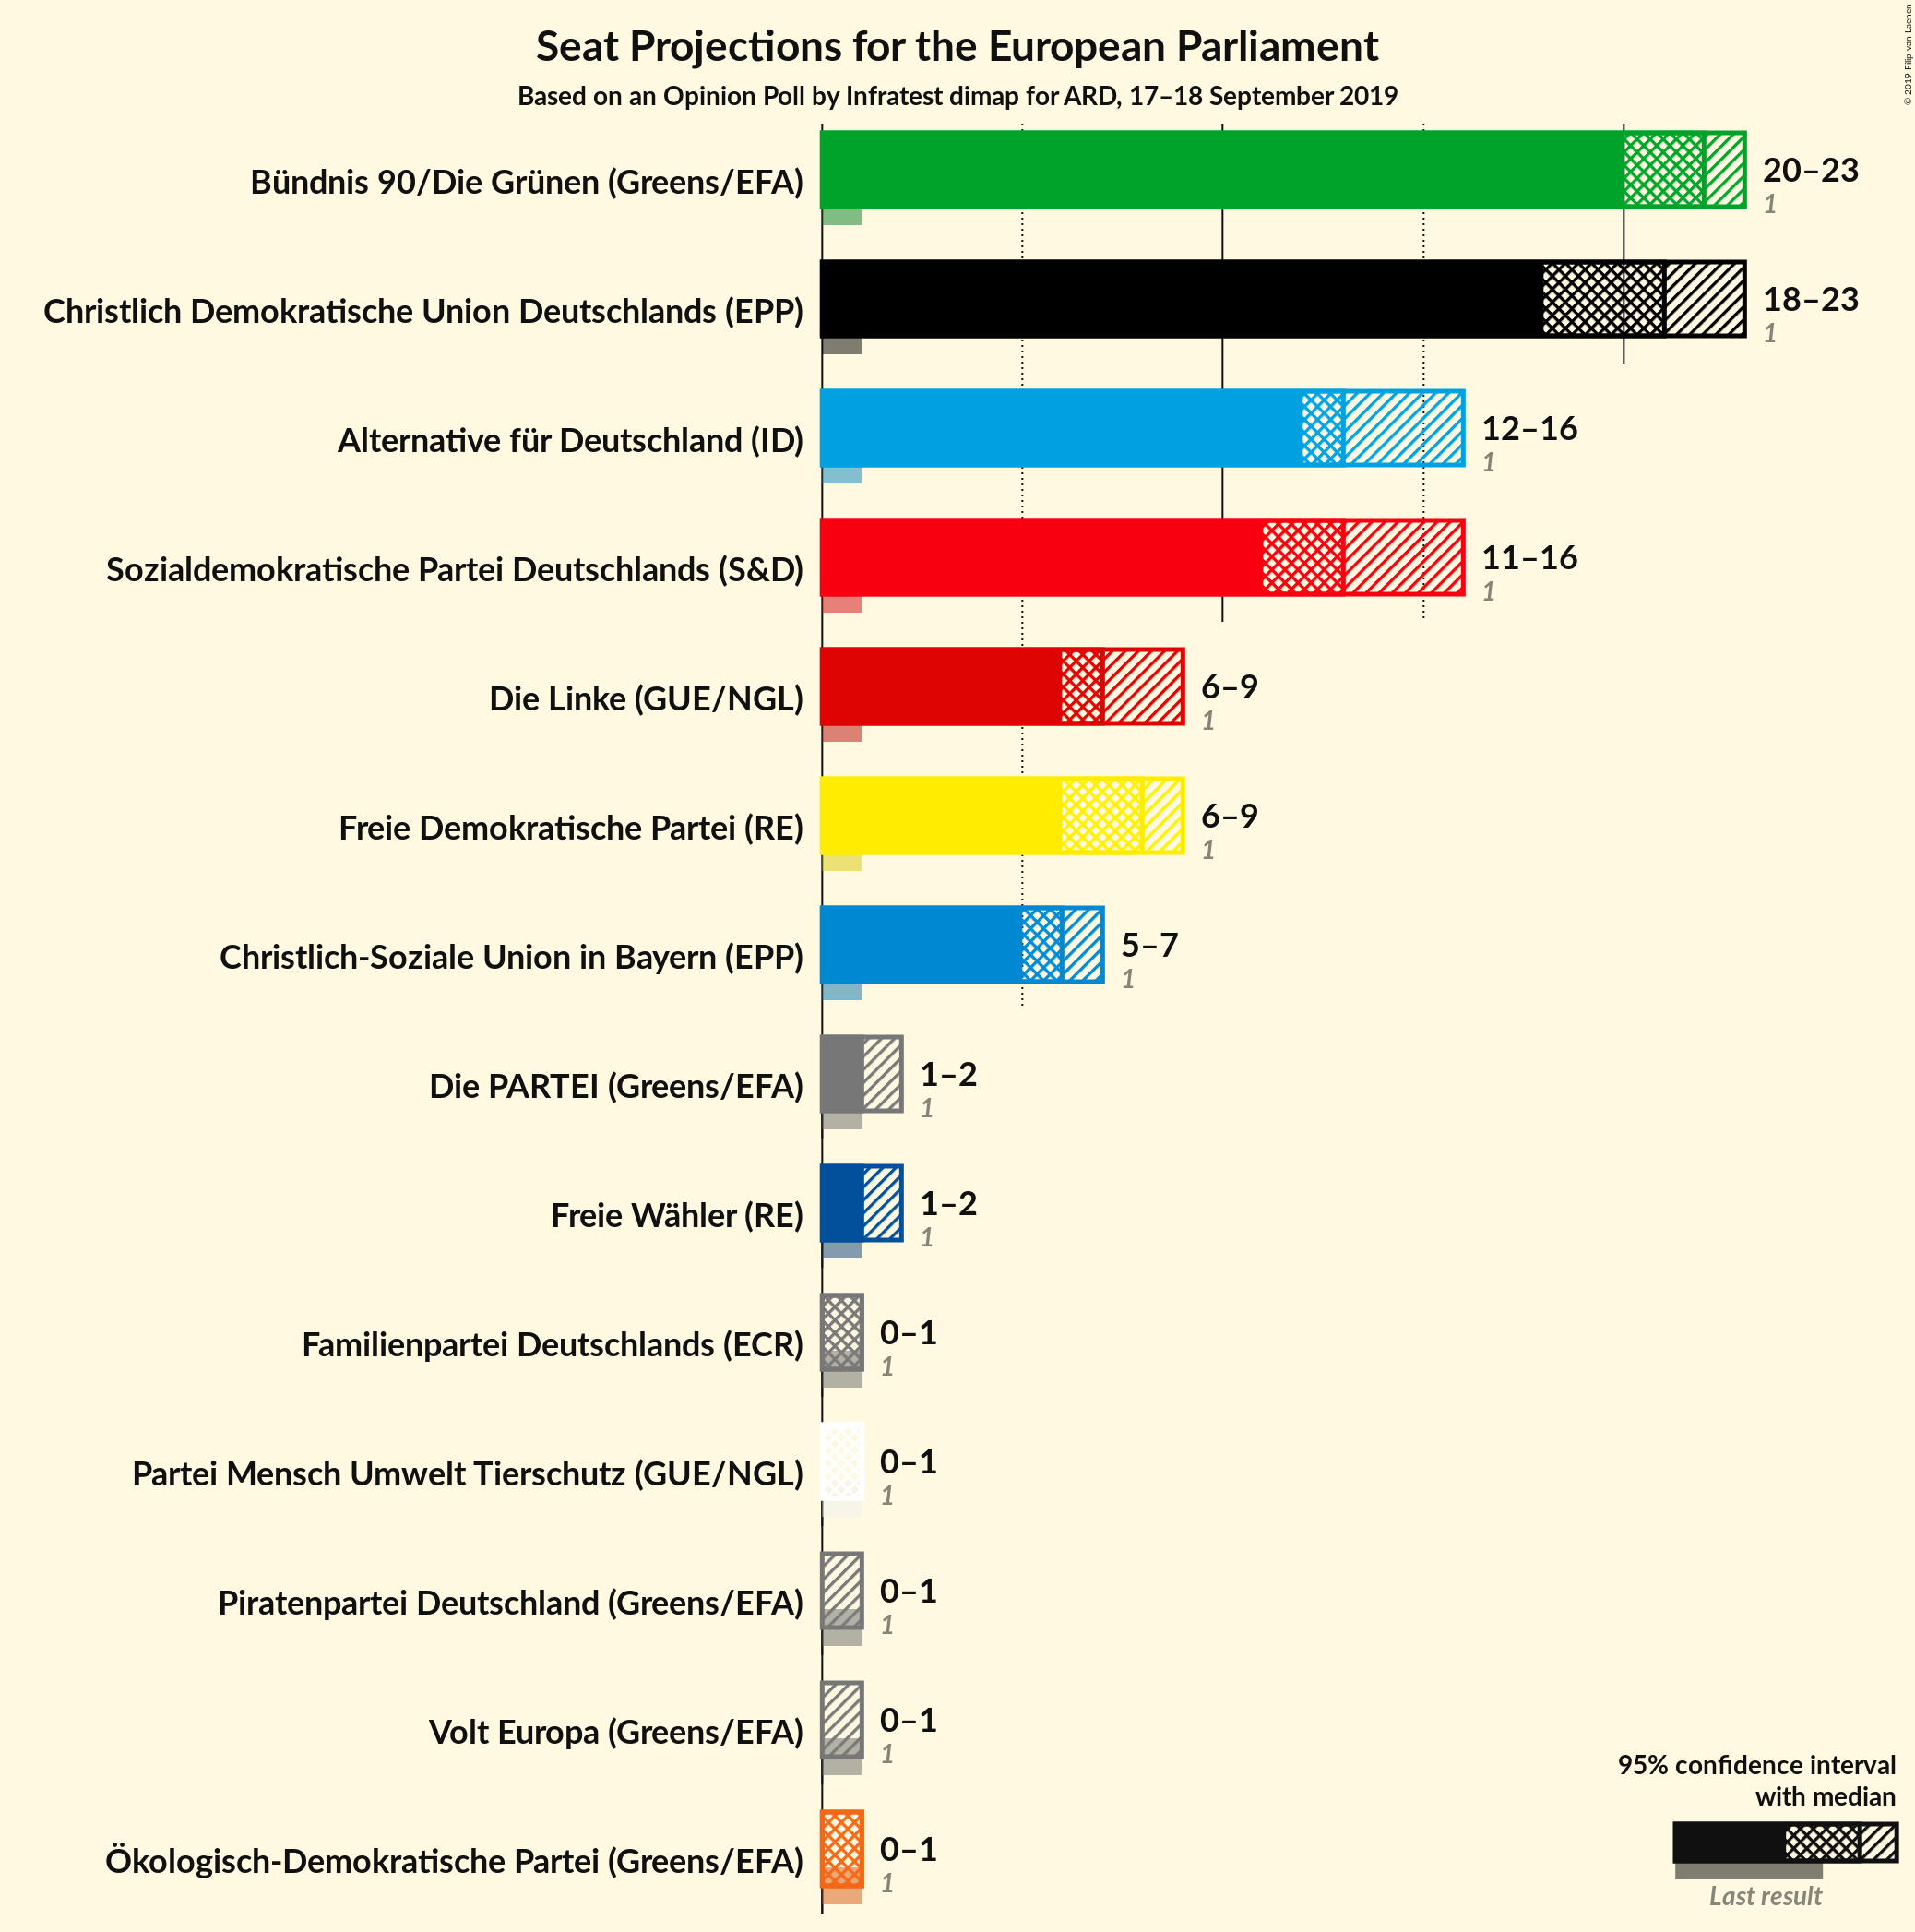 Seat Projections for the European Parliament
Based on an Opinion Poll by Infratest dimap for ARD, 17–18 September 2019
© 2019 Filip van Laenen
Bündnis 90/Die Grünen (Greens/EFA)
20–23
1
Christlich Demokratische Union Deutschlands (EPP)
18–23
1
Alternative für Deutschland (ID)
12–16
1
Sozialdemokratische Partei Deutschlands (S&D)
11–16
1
Die Linke (GUE/NGL)
6–9
1
Freie Demokratische Partei (RE)
6–9
1
Christlich-Soziale Union in Bayern (EPP)
5–7
1
Die PARTEI (Greens/EFA)
1–2
1
Freie Wähler (RE)
1–2
1
Familienpartei Deutschlands (ECR)
0–1
1
Partei Mensch Umwelt Tierschutz (GUE/NGL)
0–1
1
Piratenpartei Deutschland (Greens/EFA)
0–1
1
Volt Europa (Greens/EFA)
0–1
1
Ökologisch-Demokratische Partei (Greens/EFA)
0–1
1
95% confidence interval
with median
Last result